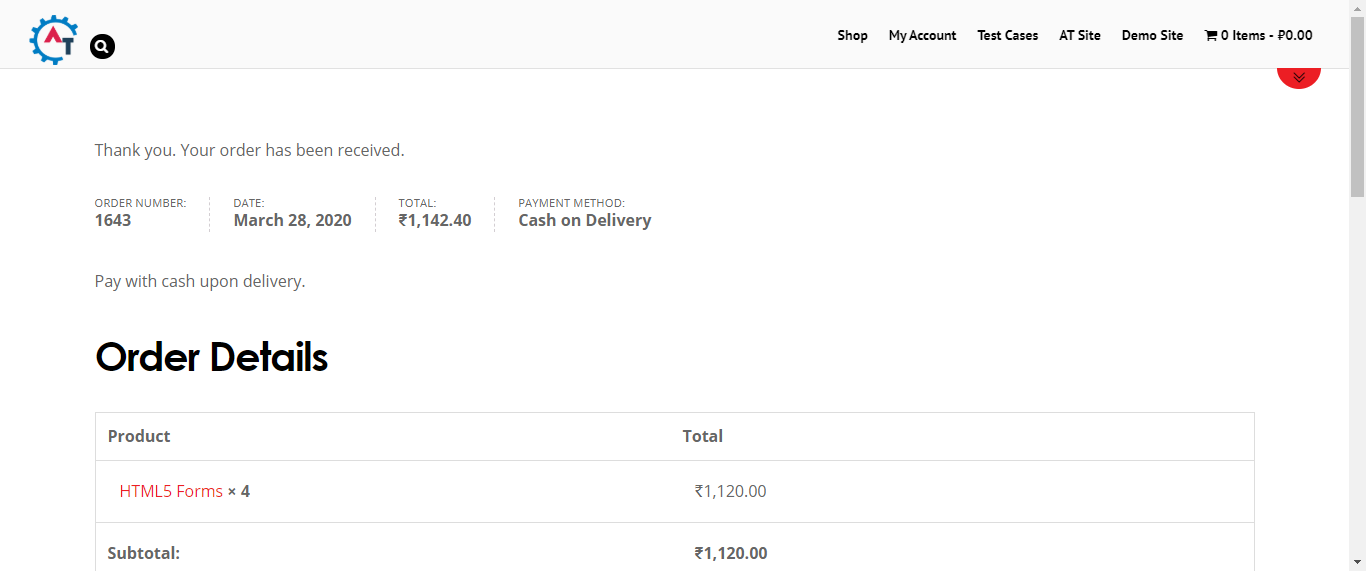 AT
Shop My Account Test Cases AT Site Demo Site 0 Items - ₽0.00
Thank you. Your order has been received.
ORDER NUMBER: DATE: TOTAL: PAYMENT METHOD:
1643 March 28, 2020 ₹1,142.40 Cash on Delivery
Pay with cash upon delivery.
Order Details
Product Total
HTML5 Forms × 4 ₹1,120.00
Subtotal: ₹1,120.00